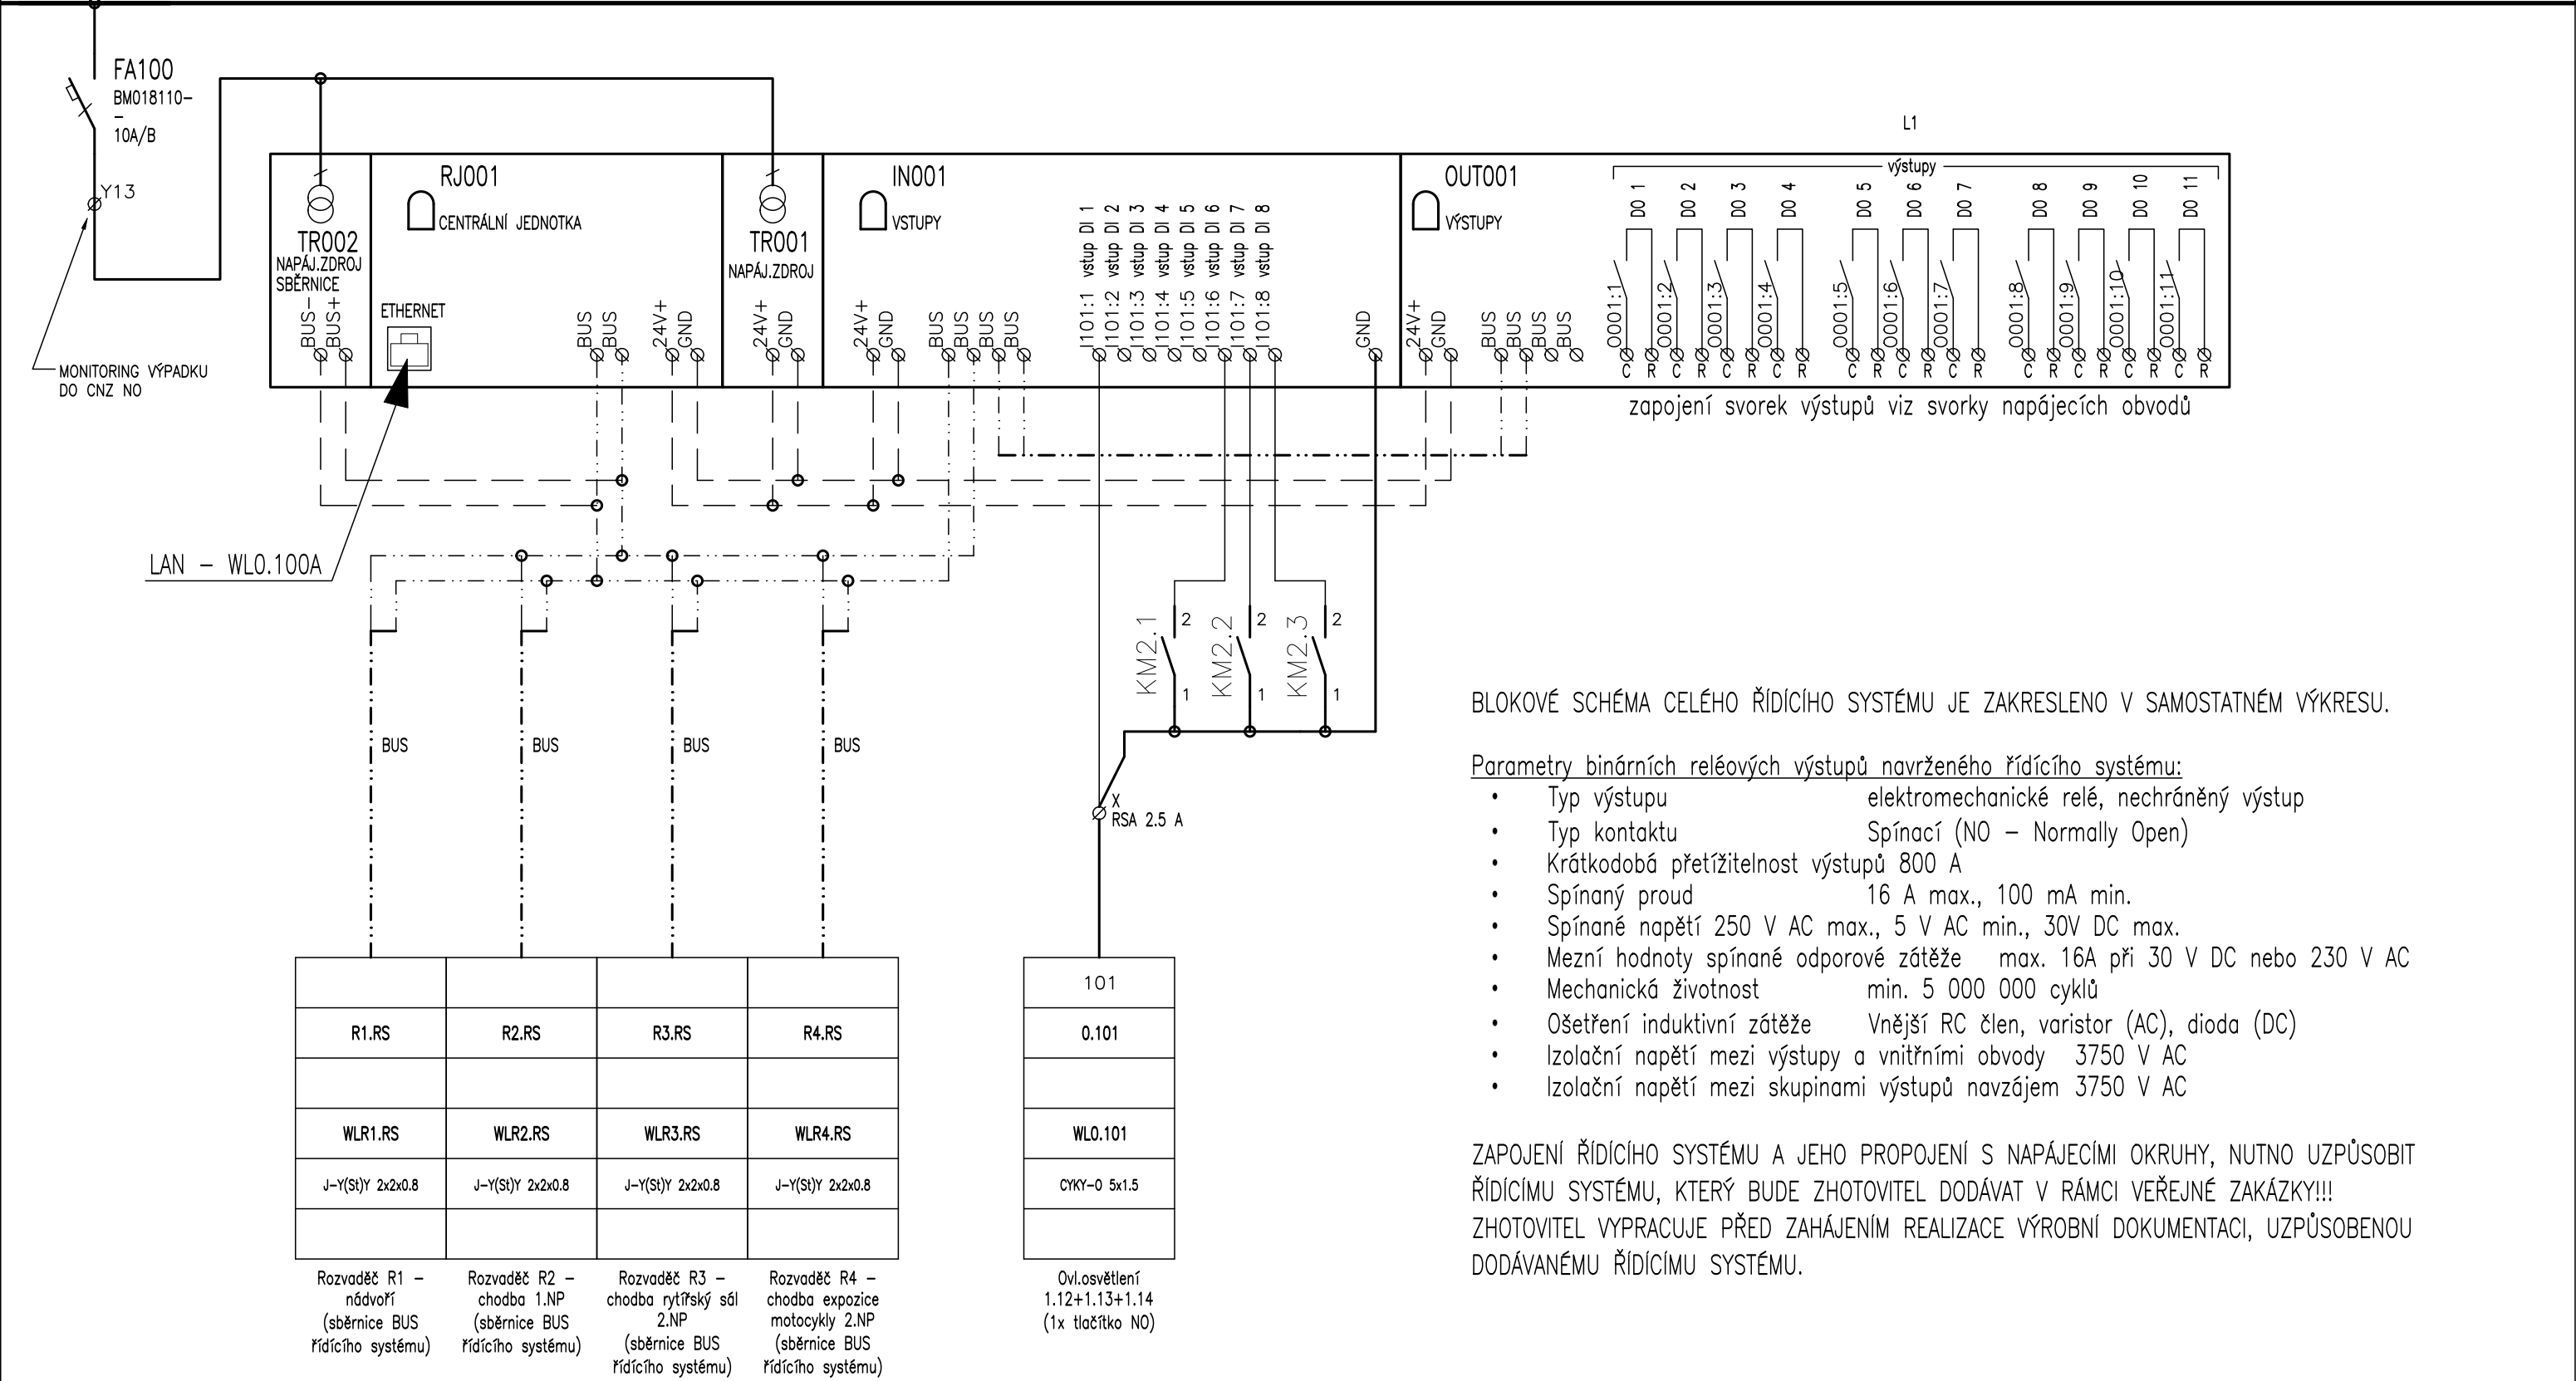 FA100
BM018110-
-
10A/B
Y13
MONITORING VÝPADKU
DO CNZ NO
TR002
NAPÁJ.ZDROJ
SBĚRNICE
BUS-
BUS+
RJ001
CENTRÁLNÍ JEDNOTKA
ETHERNET
BUS
BUS
24V+
GND
TR001
NAPÁJ.ZDROJ
24V+
GND
IN001
VSTUPY
24V+
GND
BUS
BUS
BUS
BUS
I101:1 vstup DI 1
I101:2 vstup DI 2
I101:3 vstup DI 3
I101:4 vstup DI 4
I101:5 vstup DI 5
I101:6 vstup DI 6
I101:7 vstup DI 7
I101:8 vstup DI 8
GND
OUT001
VÝSTUPY
24V+
GND
BUS
BUS
BUS
BUS
L1
výstupy
DO 1
DO 2
DO 3
DO 4
DO 5
DO 6
DO 7
DO 8
DO 9
DO 10
DO 11
O001:1
O001:2
O001:3
O001:4
O001:5
O001:6
O001:7
O001:8
O001:9
O001:10
O001:11
C R C R C R C R C R C R C R C R C R C R C R
zapojení svorek výstupů viz svorky napájecích obvodů
LAN - WL0.100A
BUS
BUS
BUS
BUS
KM2.1
2
1
KM2.2
2
1
KM2.3
2
1
X
RSA 2.5 A
R1.RS
R2.RS
R3.RS
R4.RS
WLR1.RS
WLR2.RS
WLR3.RS
WLR4.RS
J-Y(St)Y 2x2x0.8
J-Y(St)Y 2x2x0.8
J-Y(St)Y 2x2x0.8
J-Y(St)Y 2x2x0.8
Rozvaděč R1 -
nádvoří
(sběrnice BUS
řídícího systému)
Rozvaděč R2 -
chodba 1.NP
(sběrnice BUS
řídícího systému)
Rozvaděč R3 -
chodba rytířský sál
2.NP
(sběrnice BUS
řídícího systému)
Rozvaděč R4 -
chodba expozice
motocykly 2.NP
(sběrnice BUS
řídícího systému)
101
0.101
WL0.101
CYKY-O 5x1.5
Ovl.osvětlení
1.12+1.13+1.14
(1x tlačítko NO)
BLOKOVÉ SCHÉMA CELÉHO ŘÍDÍCÍHO SYSTÉMU JE ZAKRESLENO V SAMOSTATNÉM VÝKRESU.
Parametry binárních reléových výstupů navrženého řídícího systému:
• Typ výstupu elektromechanické relé, nechráněný výstup
• Typ kontaktu Spínací (NO - Normally Open)
• Krátkodobá přetížitelnost výstupů 800 A
• Spínaný proud 16 A max., 100 mA min.
• Spínané napětí 250 V AC max., 5 V AC min., 30V DC max.
• Mezní hodnoty spínané odporové zátěže max. 16A při 30 V DC nebo 230 V AC
• Mechanická životnost min. 5 000 000 cyklů
• Ošetření induktivní zátěže Vnější RC člen, varistor (AC), dioda (DC)
• Izolační napětí mezi výstupy a vnitřními obvody 3750 V AC
• Izolační napětí mezi skupinami výstupů navzájem 3750 V AC
ZAPOJENÍ ŘÍDÍCÍHO SYSTÉMU A JEHO PROPOJENÍ S NAPÁJECÍMI OKRUHY, NUTNO UZPŮSOBIT
ŘÍDÍCÍMU SYSTÉMU, KTERÝ BUDE ZHOTOVITEL DODÁVAT V RÁMCI VEŘEJNÉ ZAKÁZKY!!!
ZHOTOVITEL VYPRACUJE PŘED ZAHÁJENÍM REALIZACE VÝROBNÍ DOKUMENTACI, UZPŮSOBENOU
DODÁVANÉMU ŘÍDÍCÍMU SYSTÉMU.